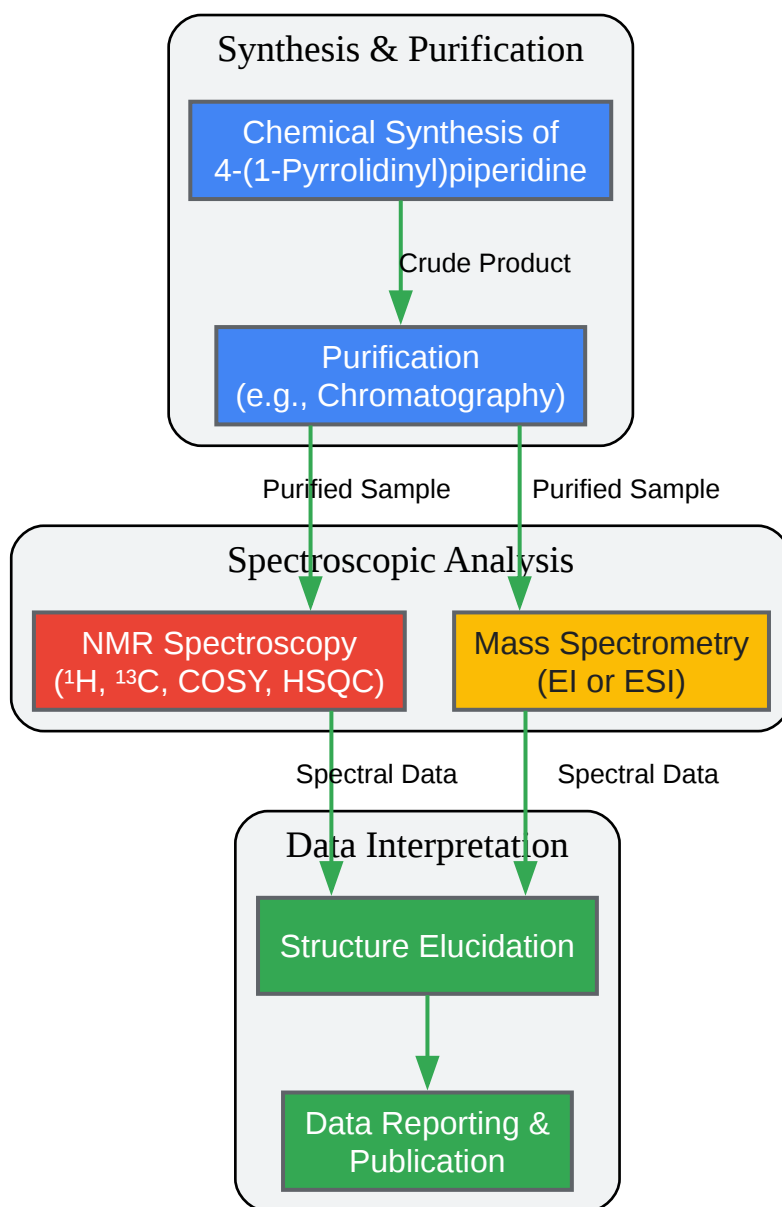 Synthesis & Purification
Chemical Synthesis of
4-(1-Pyrrolidinyl)piperidine
Crude Product
Purification
(e.g., Chromatography)
Purified Sample
Purified Sample
Spectroscopic Analysis
NMR Spectroscopy
(¹H, ¹³C, COSY, HSQC)
Mass Spectrometry
(EI or ESI)
Spectral Data
Spectral Data
Data Interpretation
Structure Elucidation
Data Reporting &
Publication